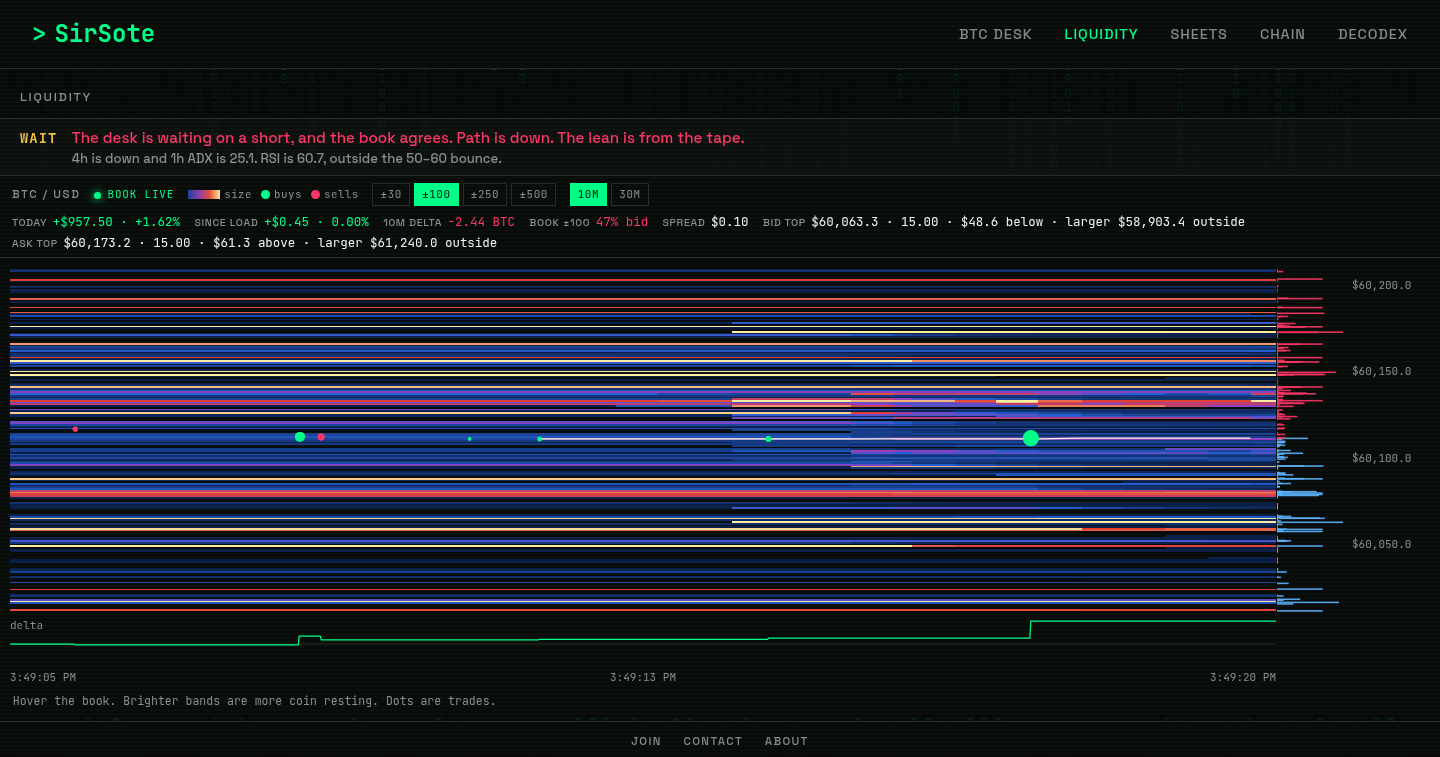 > SirSote
BTC DESK LIQUIDITY SHEETS CHAIN DECODEX
LIQUIDITY
WAIT The desk is waiting on a short, and the book agrees. Path is down. The lean is from the tape.
4h is down and 1h ADX is 25.1. RSI is 60.7, outside the 50–60 bounce.
BTC / USD BOOK LIVE size buys sells ±30 ±100 ±250 ±500 10M 30M
TODAY +$957.50 · +1.62% SINCE LOAD +$0.45 · 0.00% 10M DELTA -2.44 BTC BOOK ±100 47% bid SPREAD $0.10 BID TOP $60,063.3 · 15.00 · $48.6 below · larger $58,903.4 outside
ASK TOP $60,173.2 · 15.00 · $61.3 above · larger $61,240.0 outside
$60,200.0
$60,150.0
$60,100.0
$60,050.0
delta
3:49:05 PM 3:49:13 PM 3:49:20 PM
Hover the book. Brighter bands are more coin resting. Dots are trades.
JOIN CONTACT ABOUT